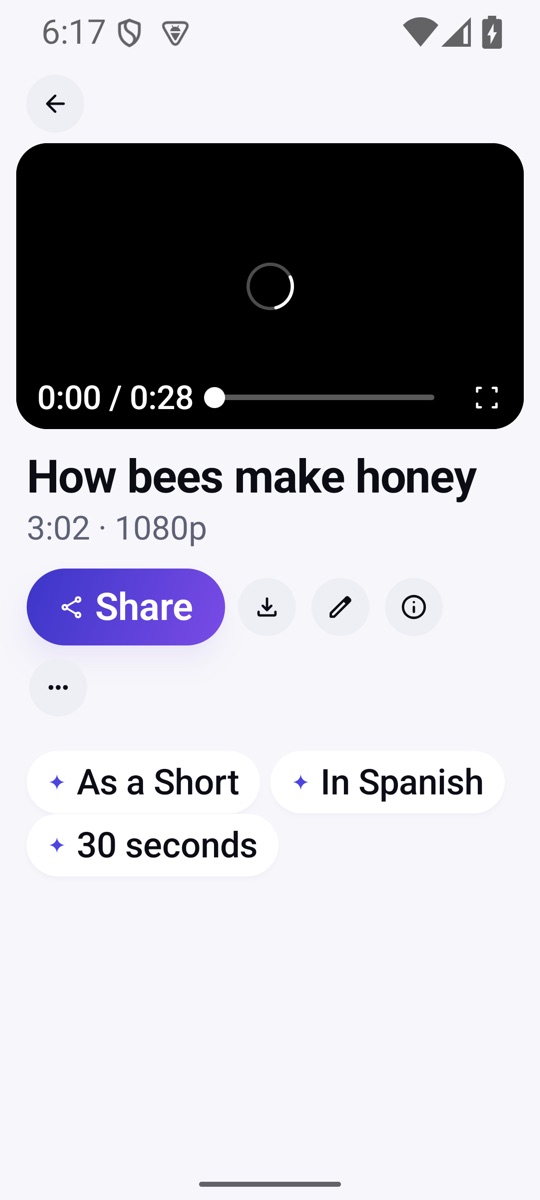 6:17
0:00 / 0:28
How bees make honey
3:02 · 1080p
Share
As a Short
In Spanish
30 seconds